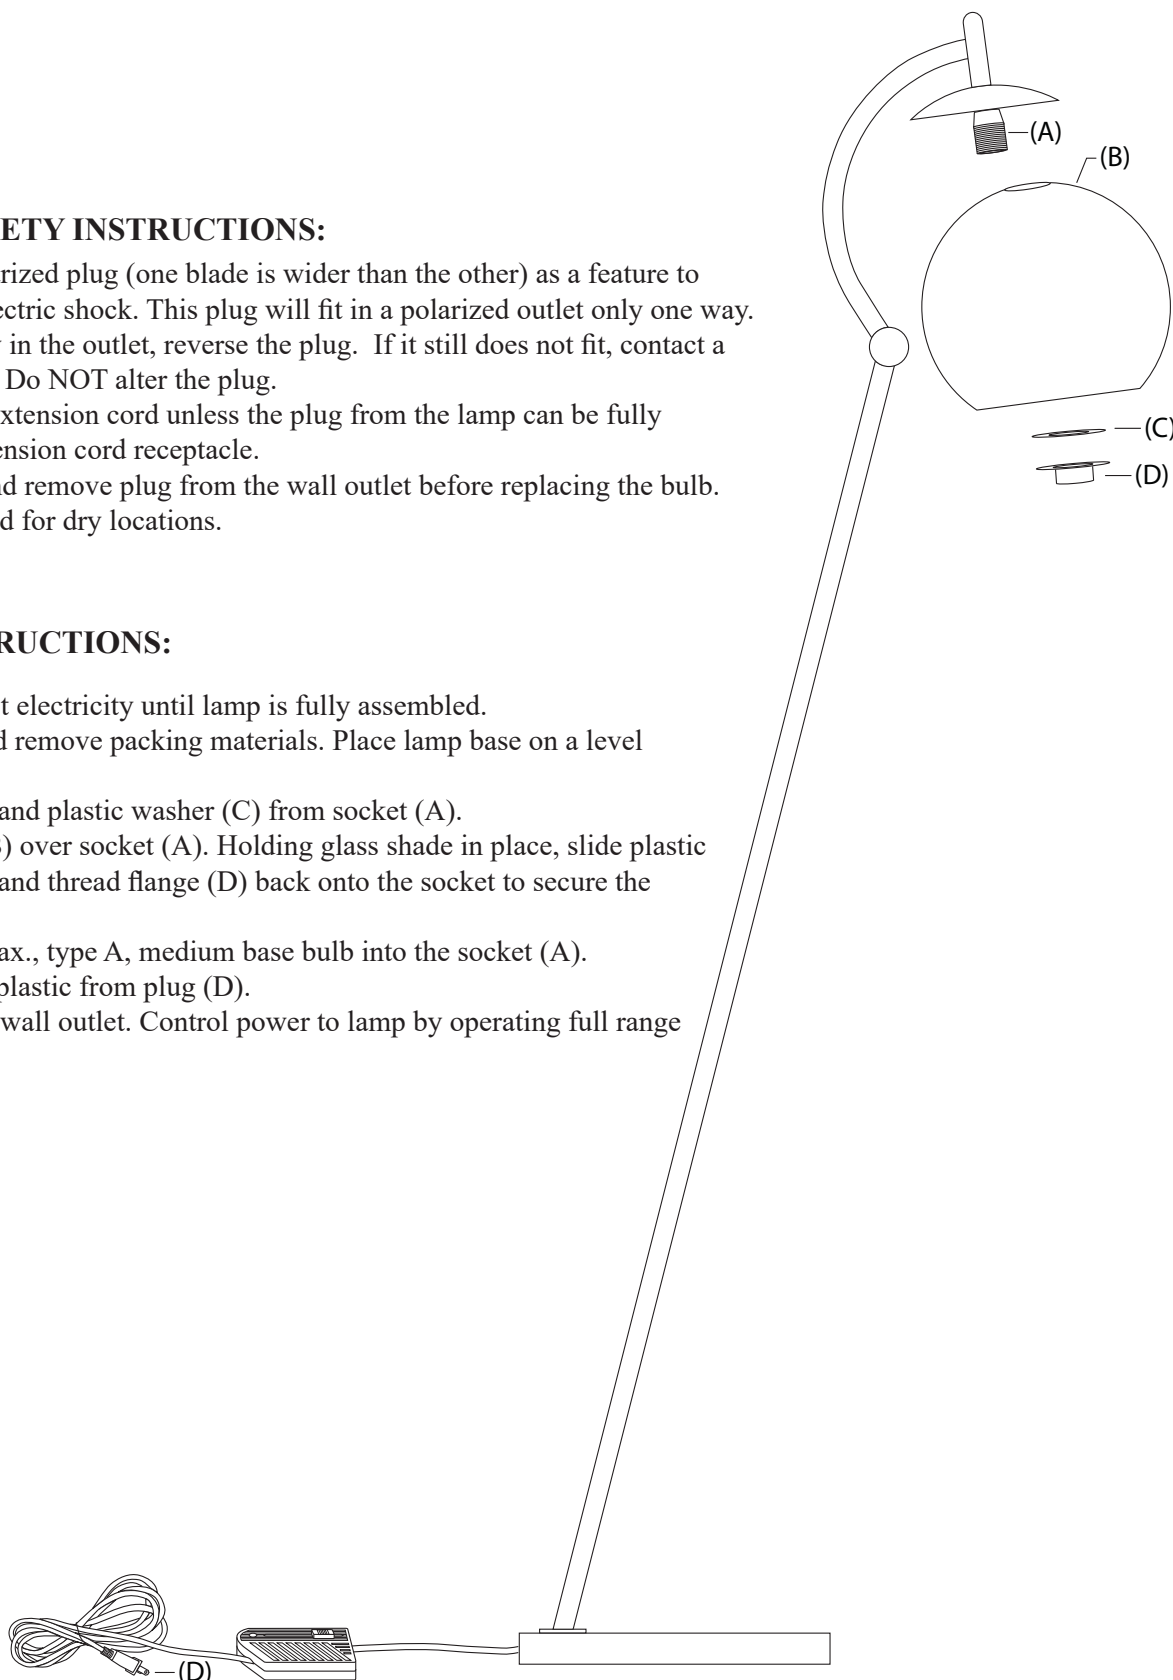 (A)
(B)
ETY INSTRUCTIONS:
rized plug (one blade is wider than the other) as a feature to
ectric shock. This plug will fit in a polarized outlet only one way.
in the outlet, reverse the plug.  If it still does not fit, contact a
Do NOT alter the plug.
xtension cord unless the plug from the lamp can be fully
ension cord receptacle.
nd remove plug from the wall outlet before replacing the bulb.
d for dry locations.
(C)
(D)
RUCTIONS:
t electricity until lamp is fully assembled.
d remove packing materials. Place lamp base on a level
and plastic washer (C) from socket (A).
) over socket (A). Holding glass shade in place, slide plastic
and thread flange (D) back onto the socket to secure the
ax., type A, medium base bulb into the socket (A).
plastic from plug (D).
wall outlet. Control power to lamp by operating full range
(D)